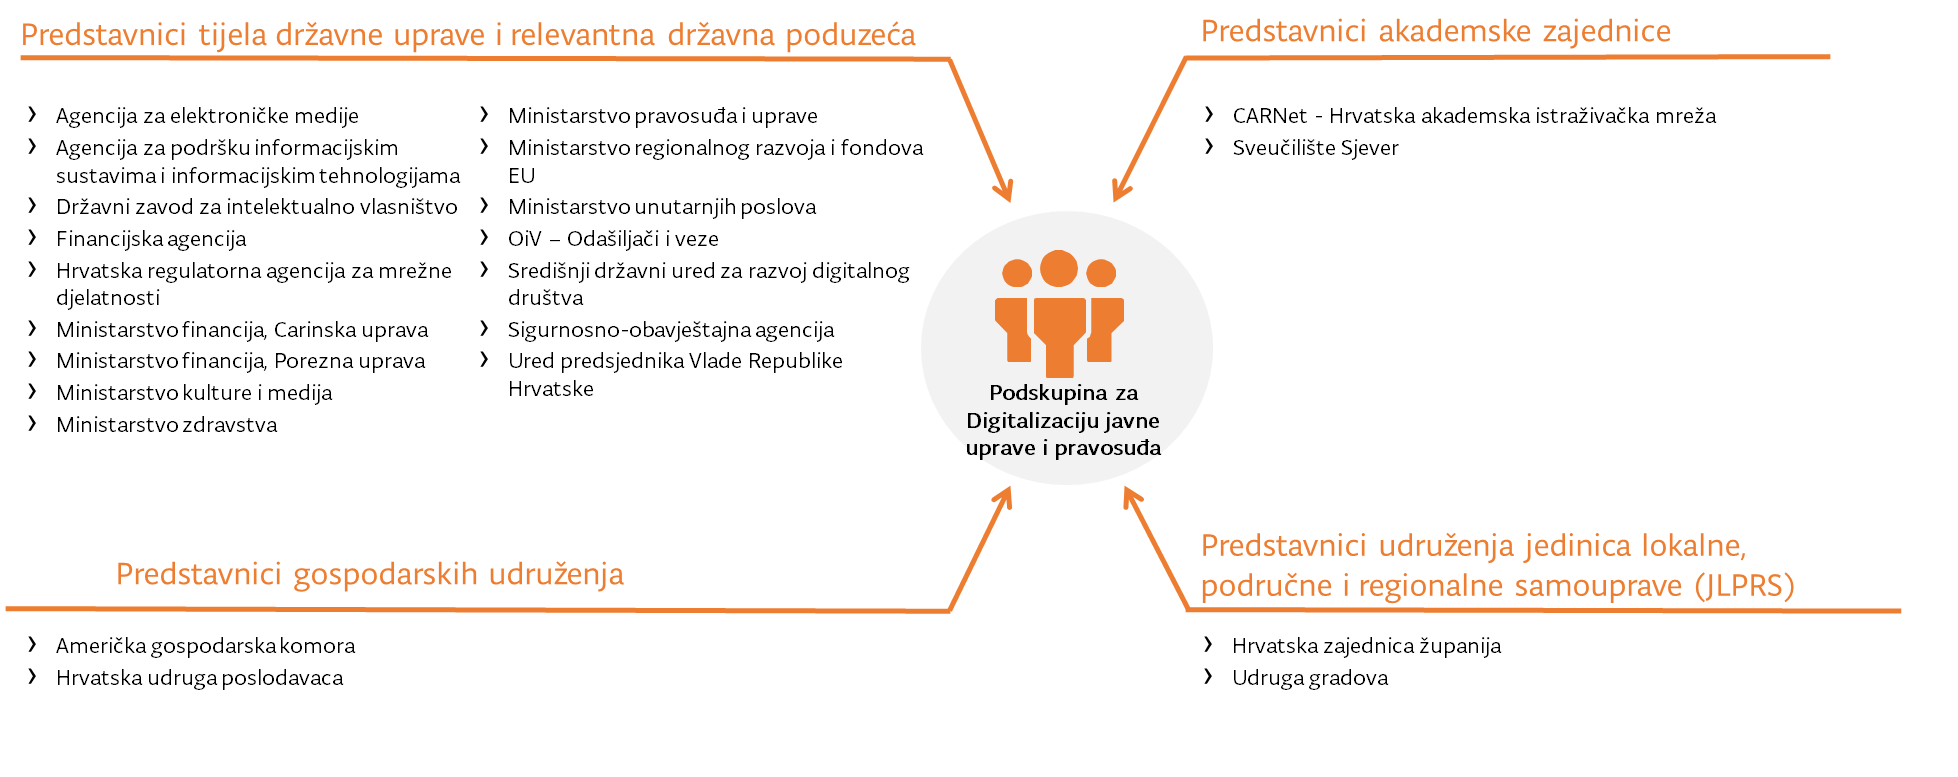 Predstavnici tijela državne uprave i relevantna državna poduzeća
Agencija za elektroničke medije
Agencija za podršku informacijskim
sustavima i informacijskim tehnologijama
Državni zavod za intelektualno vlasništvo
Financijska agencija
Hrvatska regulatorna agencija za mrežne
djelatnosti
Ministarstvo financija, Carinska uprava
Ministarstvo financija, Porezna uprava
Ministarstvo kulture i medija
Ministarstvo zdravstva
Ministarstvo pravosuđa i uprave
Ministarstvo regionalnog razvoja i fondova
EU
Ministarstvo unutarnjih poslova
OiV – Odašiljači i veze
Središnji državni ured za razvoj digitalnog
društva
Sigurnosno-obavještajna agencija
Ured predsjednika Vlade Republike
Hrvatske
Predstavnici akademske zajednice
CARNet - Hrvatska akademska istraživačka mreža
Sveučilište Sjever
Podskupina za
Digitalizaciju javne
uprave i pravosuđa
Predstavnici gospodarskih udruženja
Američka gospodarska komora
Hrvatska udruga poslodavaca
Predstavnici udruženja jedinica lokalne,
područne i regionalne samouprave (JLPRS)
Hrvatska zajednica županija
Udruga gradova